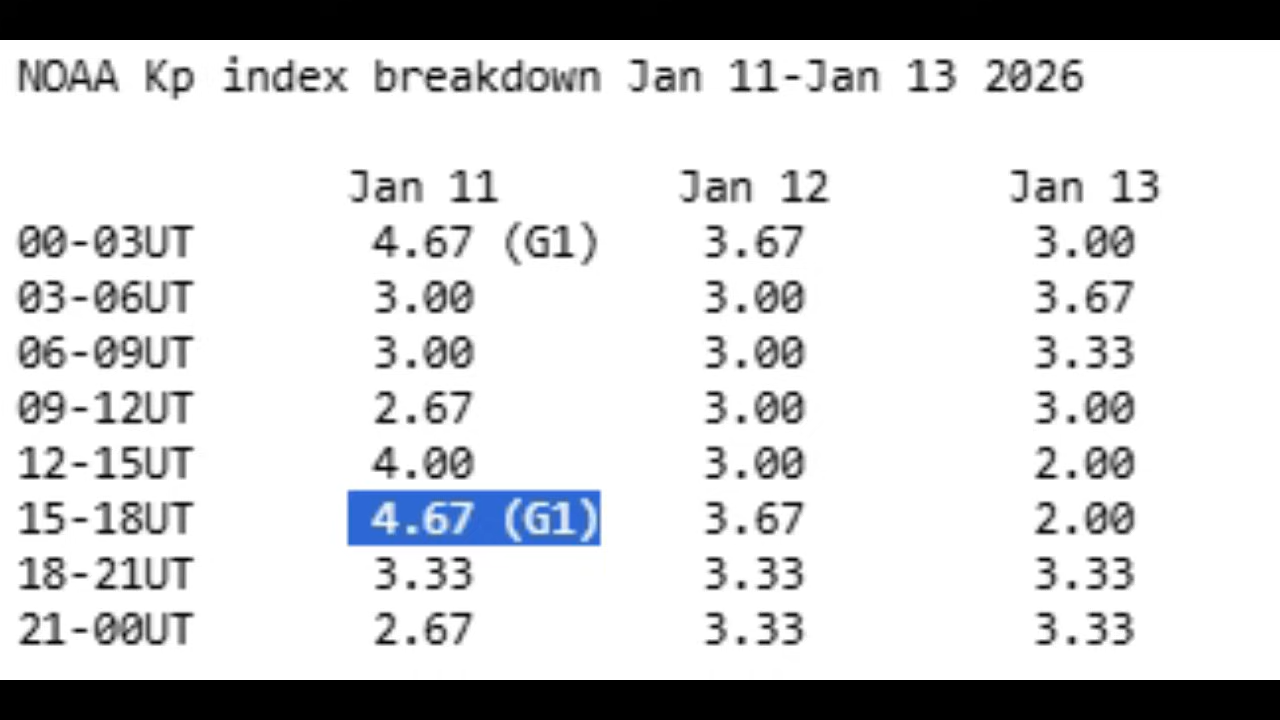 NOAA Kp index breakdown Jan 11-Jan 13 2026
Jan 11 Jan 12 Jan 13
00-03UT 4.67 (G1) 3.67 3.00
03-06UT 3.00 3.00 3.67
06-09UT 3.00 3.00 3.33
09-12UT 2.67 3.00 3.00
12-15UT 4.00 3.00 2.00
15-18UT 4.67 (G1) 3.67 2.00
18-21UT 3.33 3.33 3.33
21-00UT 2.67 3.33 3.33